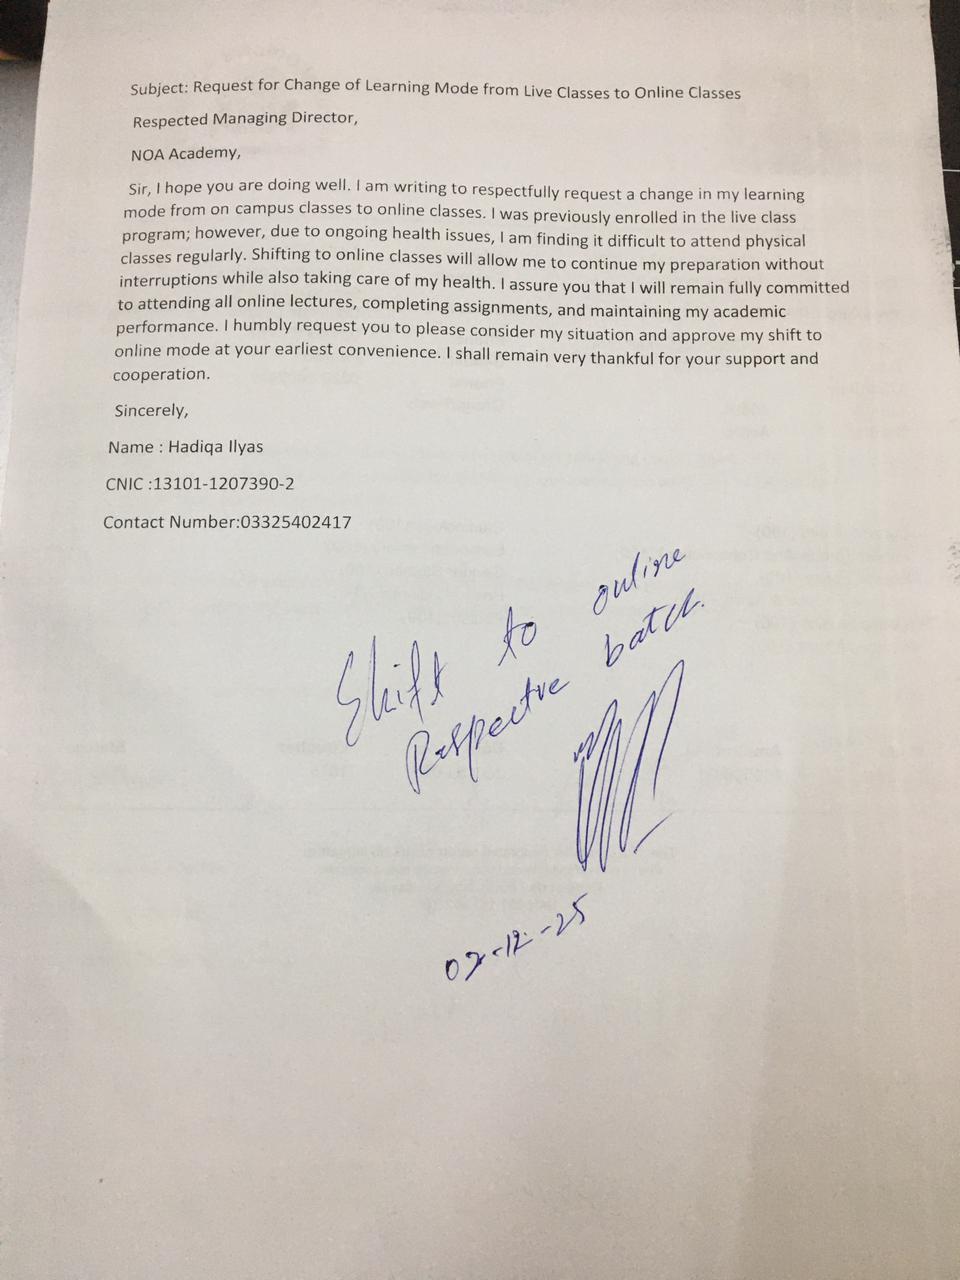 Subject: Request for Change of Learning Mode from Live Classes to Online Classes
Respected Managing Director,
NOA Academy,
Sir, I hope you are doing well. I am writing to respectfully request a change in my learning
mode from on campus classes to online classes. I was previously enrolled in the live class
program; however, due to ongoing health issues, I am finding it difficult to attend physical
classes regularly. Shifting to online classes will allow me to continue my preparation without
interruptions while also taking care of my health. I assure you that I will remain fully committed
to attending all online lectures, completing assignments, and maintaining my academic
performance. I humbly request you to please consider my situation and approve my shift to
online mode at your earliest convenience. I shall remain very thankful for your support and
cooperation.
Sincerely,
Name : Hadiqa Ilyas
CNIC :13101-1207390-2
Contact Number:03325402417
Shift to online
Respective batch.
02-12-25